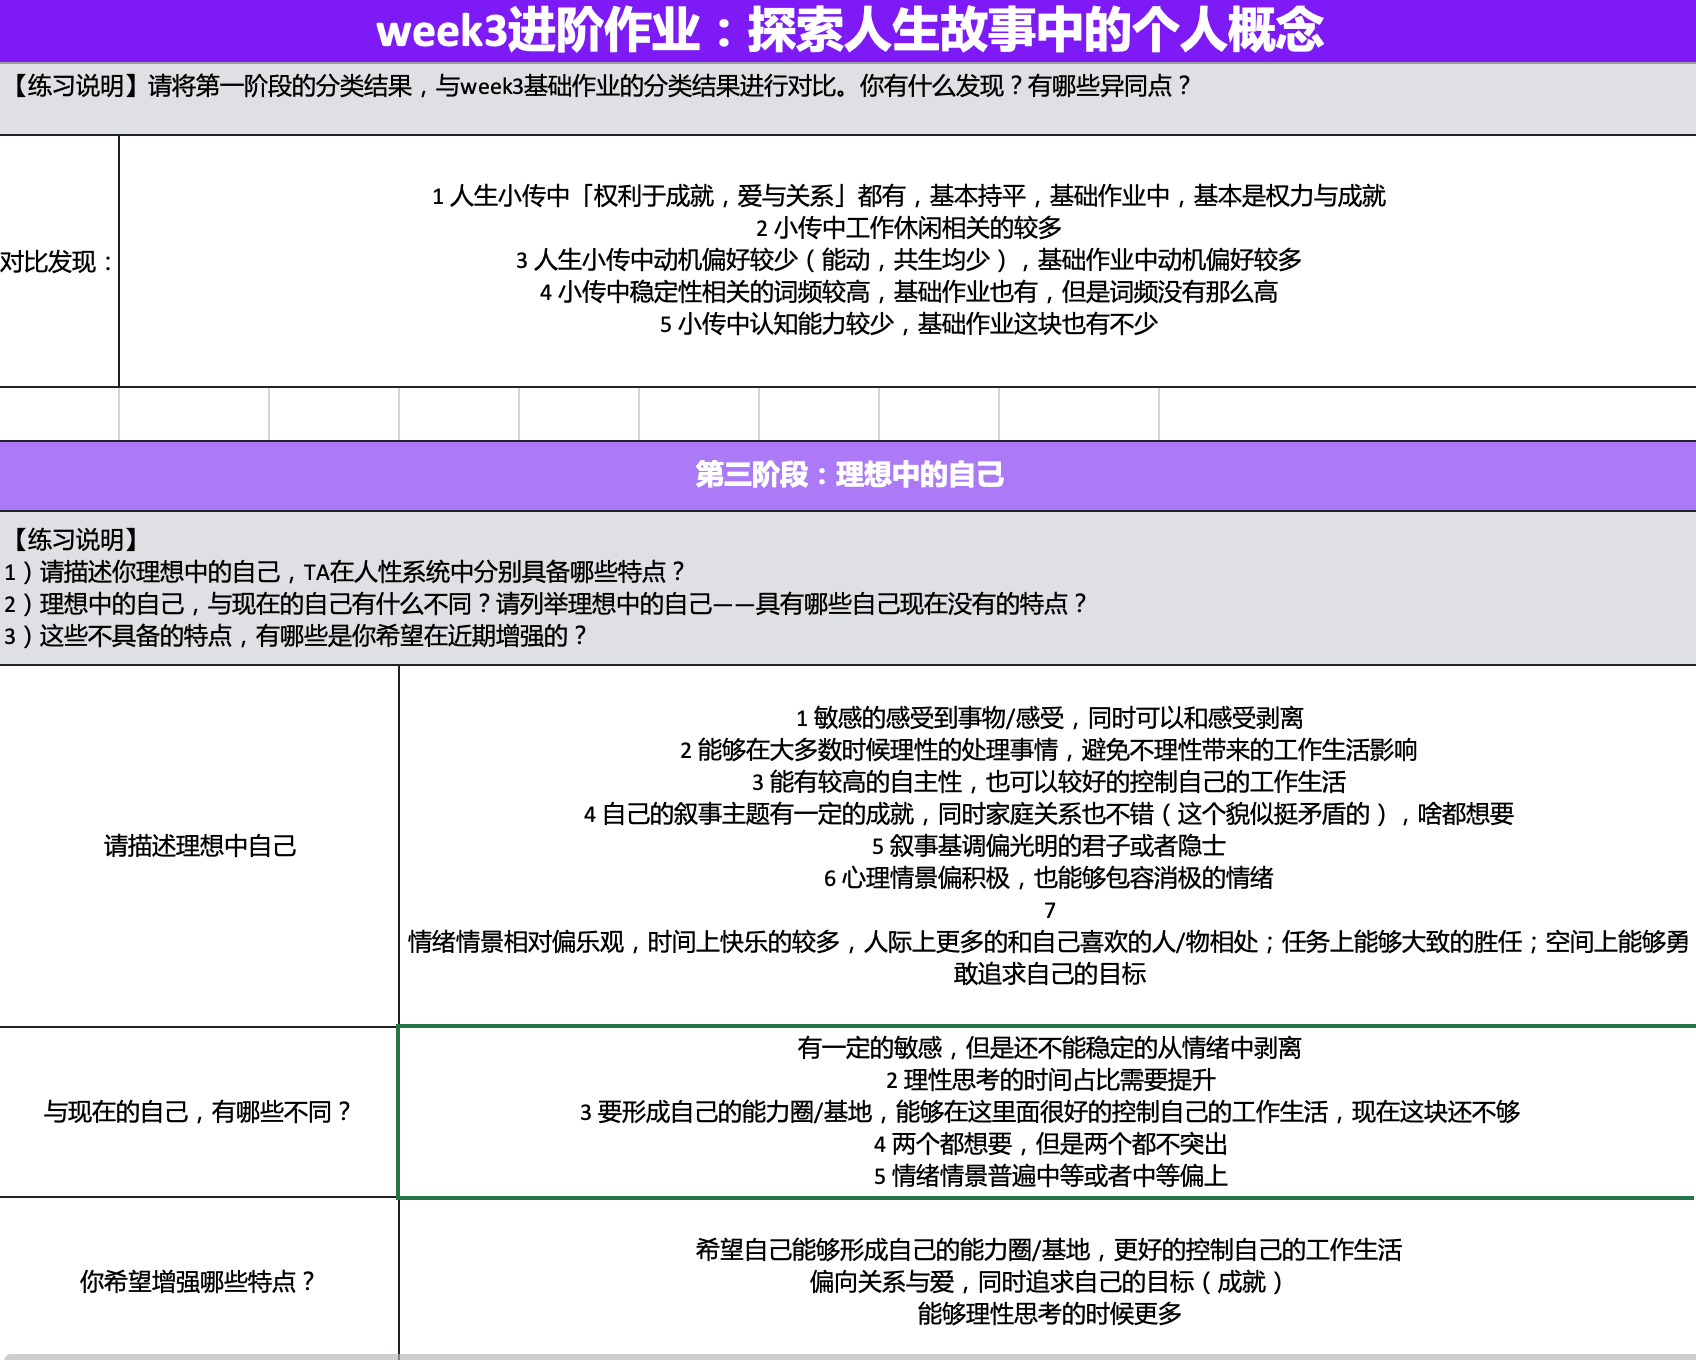 week3进阶作业：探索人生故事中的个人概念
【练习说明】请将第一阶段的分类结果，与week3基础作业的分类结果进行对比。你有什么发现？有哪些异同点？
对比发现：
1 人生小传中「权利于成就，爱与关系」都有，基本持平，基础作业中，基本是权力与成就
2 小传中工作休闲相关的较多
3 人生小传中动机偏好较少（能动，共生均少），基础作业中动机偏好较多
4 小传中稳定性相关的词频较高，基础作业也有，但是词频没有那么高
5 小传中认知能力较少，基础作业这块也有不少
第三阶段：理想中的自己
【练习说明】
1）请描述你理想中的自己，TA在人性系统中分别具备哪些特点？
2）理想中的自己，与现在的自己有什么不同？请列举理想中的自己——具有哪些自己现在没有的特点？
3）这些不具备的特点，有哪些是你希望在近期增强的？
请描述理想中自己
1 敏感的感受到事物/感受，同时可以和感受剥离
2 能够在大多数时候理性的处理事情，避免不理性带来的工作生活影响
3 能有较高的自主性，也可以较好的控制自己的工作生活
4 自己的叙事主题有一定的成就，同时家庭关系也不错（这个貌似挺矛盾的），啥都想要
5 叙事基调偏光明的君子或者隐士
6 心理情景偏积极，也能够包容消极的情绪
7
情绪情景相对偏乐观，时间上快乐的较多，人际上更多的和自己喜欢的人/物相处；任务上能够大致的胜任；空间上能够勇
敢追求自己的目标
与现在的自己，有哪些不同？
有一定的敏感，但是还不能稳定的从情绪中剥离
2 理性思考的时间占比需要提升
3 要形成自己的能力圈/基地，能够在这里面很好的控制自己的工作生活，现在这块还不够
4 两个都想要，但是两个都不突出
5 情绪情景普遍中等或者中等偏上
你希望增强哪些特点？
希望自己能够形成自己的能力圈/基地，更好的控制自己的工作生活
偏向关系与爱，同时追求自己的目标（成就）
能够理性思考的时候更多